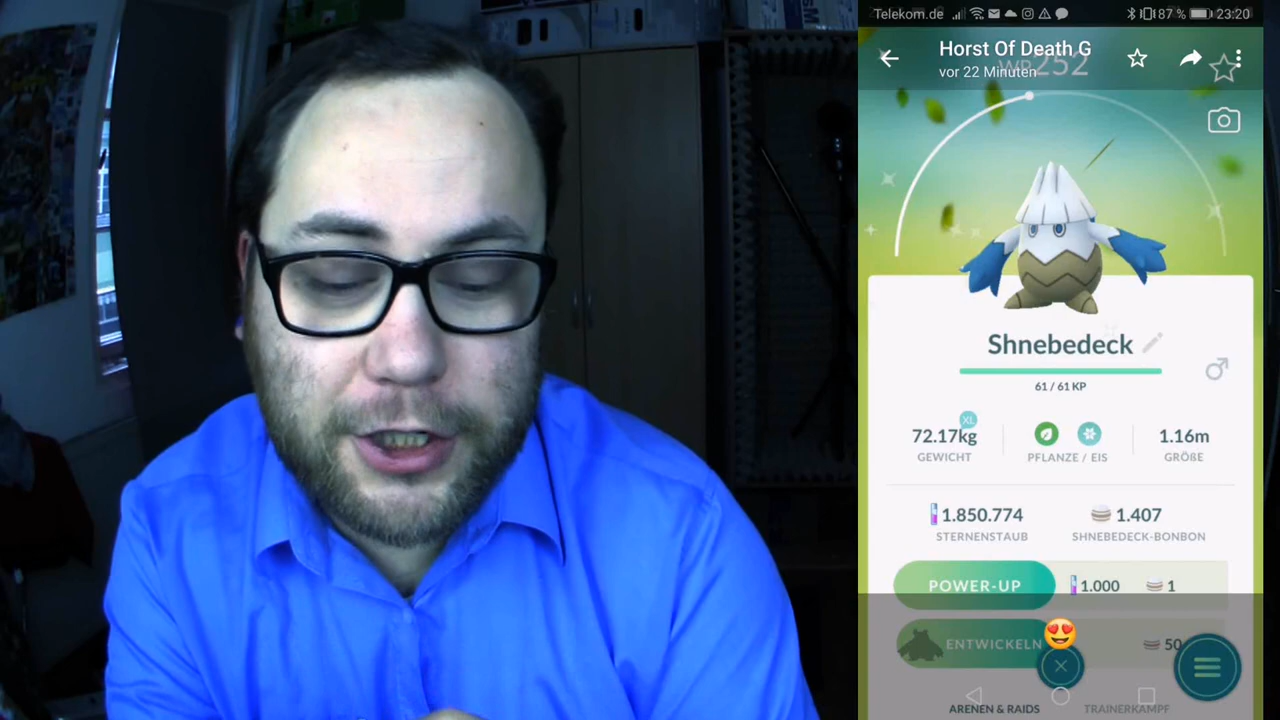 Telekom.de 87 % 23:20
Horst Of Death G
vor 22 Minuten
WP252
Shnebedeck
61 / 61 KP
XL
72.17kg
GEWICHT
PFLANZE / EIS
1.16m
GRÖßE
1.850.774
STERNENSTAUB
1.407
SHNEBEDECK-BONBON
POWER-UP 1.000 1
ENTWICKELN 50
ARENEN & RAIDS TRAINERKAMPF